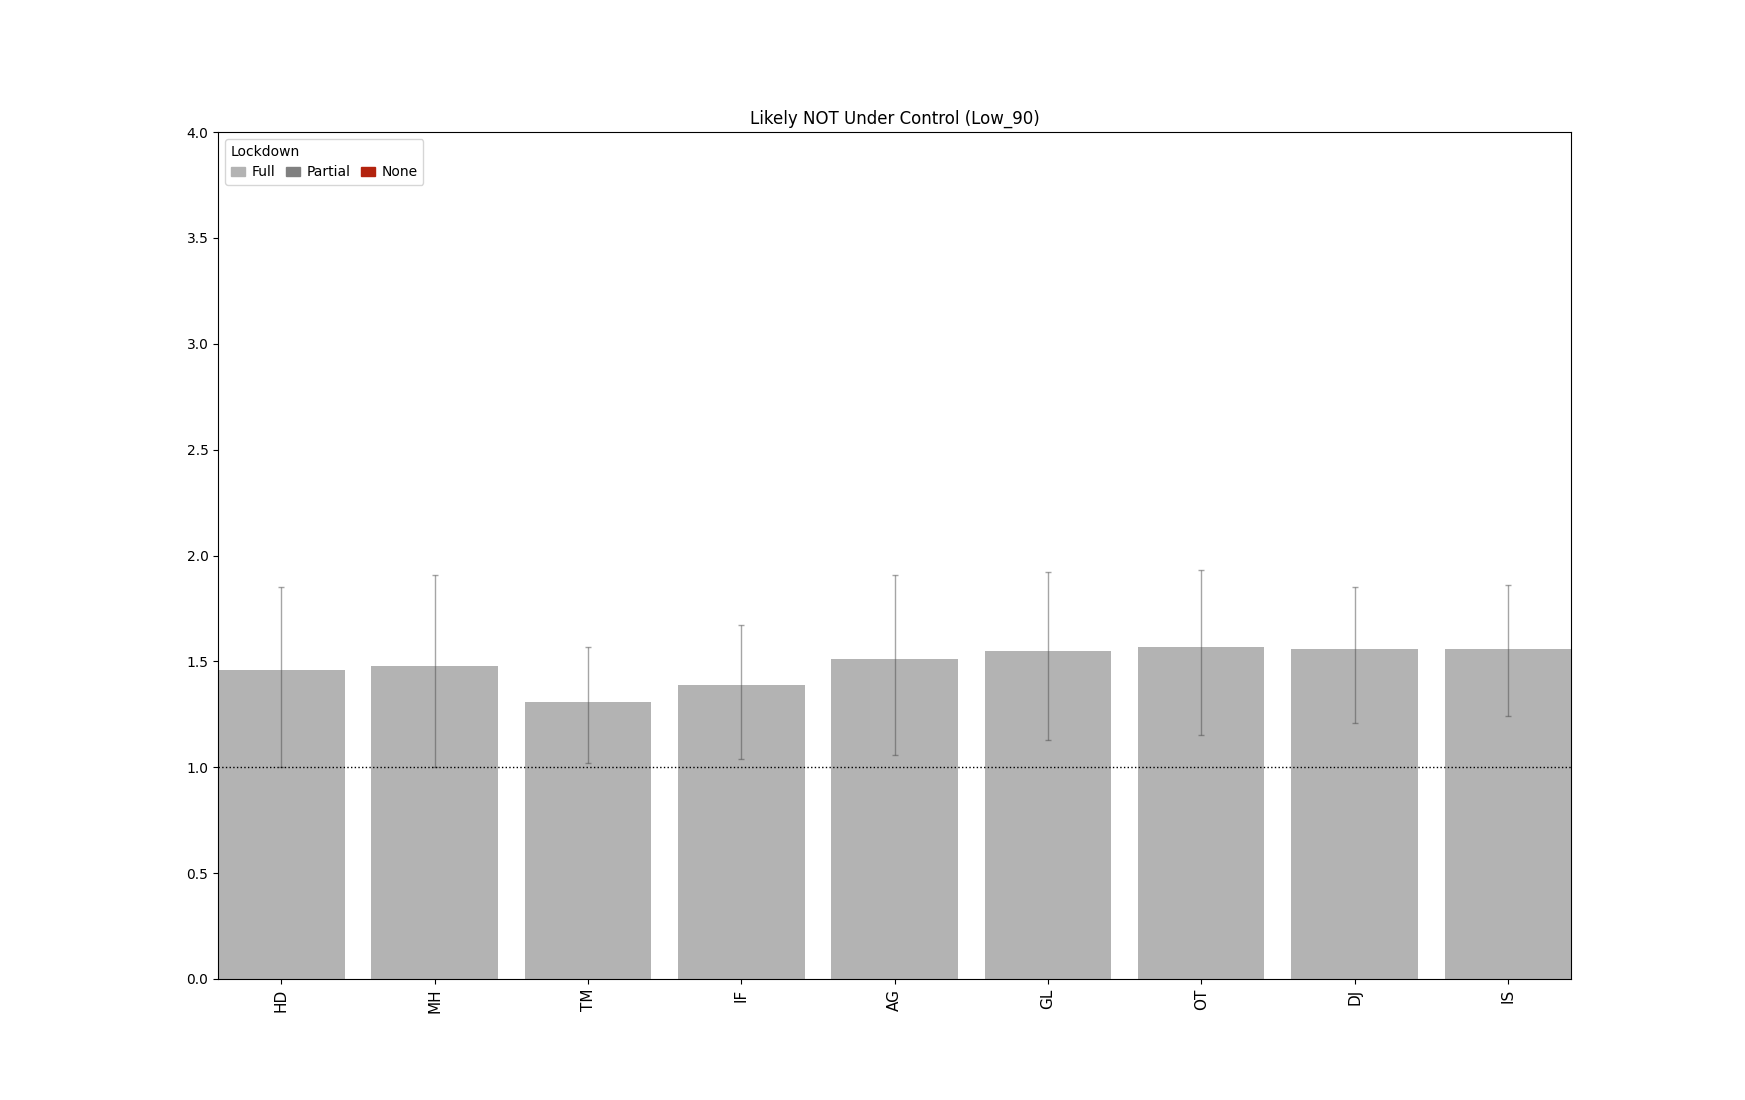 Likely NOT Under Control (Low_90)
4.0
Lockdown
Full Partial None
3.5
3.0
2.5
2.0
1.5
1.0
0.5
0.0
HD MH TM IF AG GL OT DJ IS